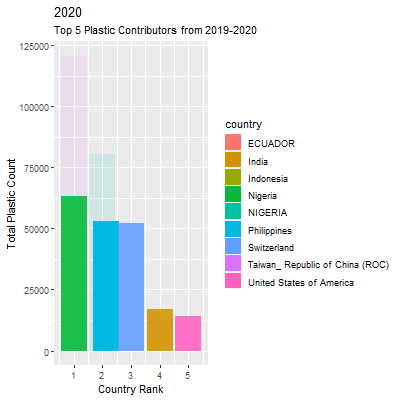 2020
Top 5 Plastic Contributors from 2019-2020
125000
100000
75000
50000
25000
0
Total Plastic Count
1 2 3 4 5
Country Rank
country
ECUADOR
India
Indonesia
Nigeria
NIGERIA
Philippines
Switzerland
Taiwan_ Republic of China (ROC)
United States of America